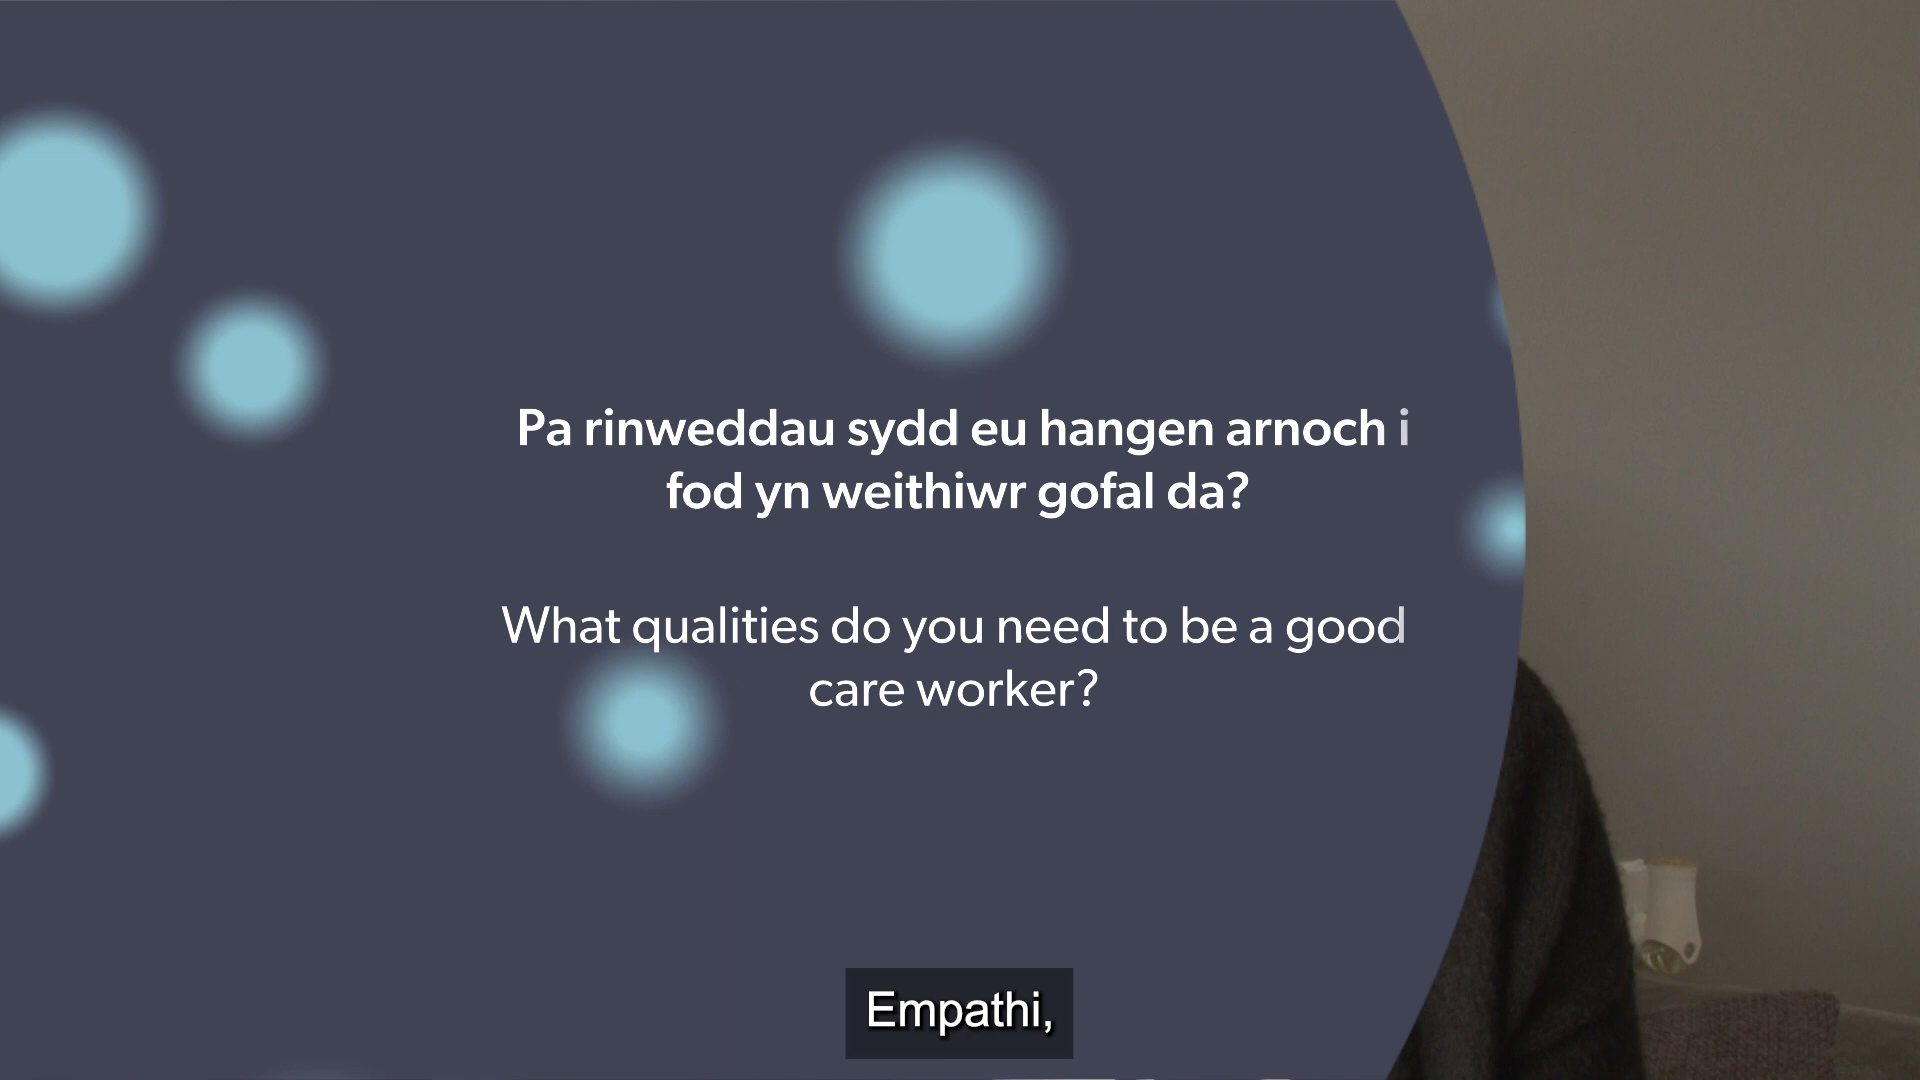 Pa rinweddau sydd eu hangen arnoch i
fod yn weithiwr gofal da?
What qualities do you need to be a good
care worker?
Empathi,